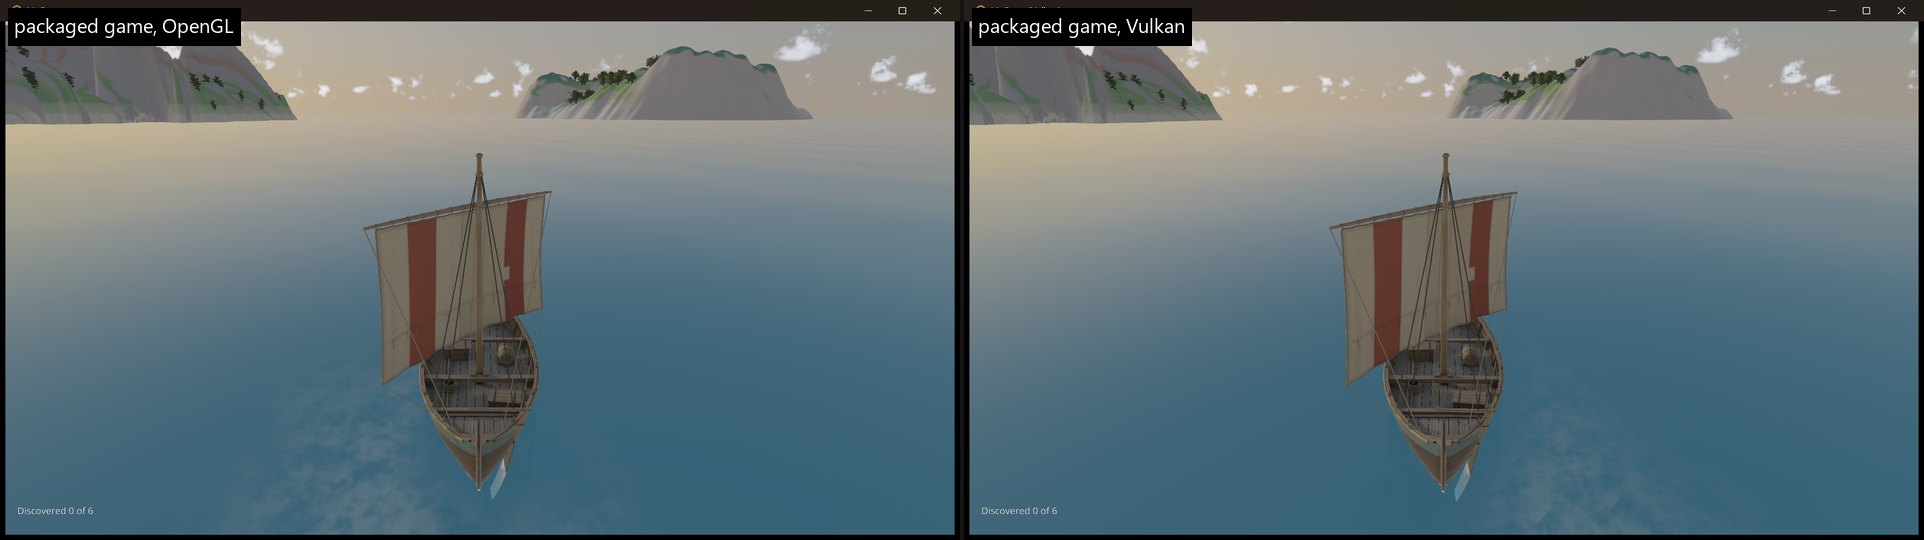 packaged game, OpenGL
packaged game, Vulkan
Discovered 0 of 6
Discovered 0 of 6